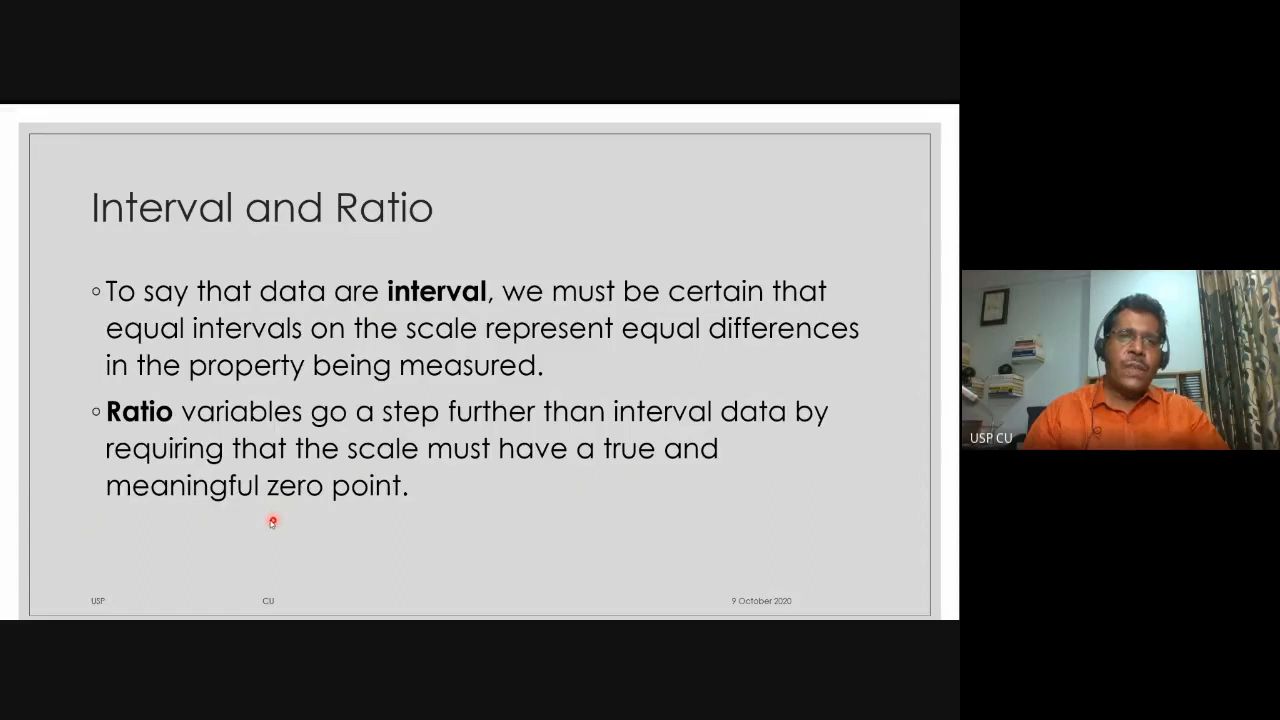 Interval and Ratio
◦ To say that data are interval, we must be certain that
equal intervals on the scale represent equal differences
in the property being measured.
◦ Ratio variables go a step further than interval data by
requiring that the scale must have a true and
meaningful zero point.
USP CU 9 October 2020
USP CU